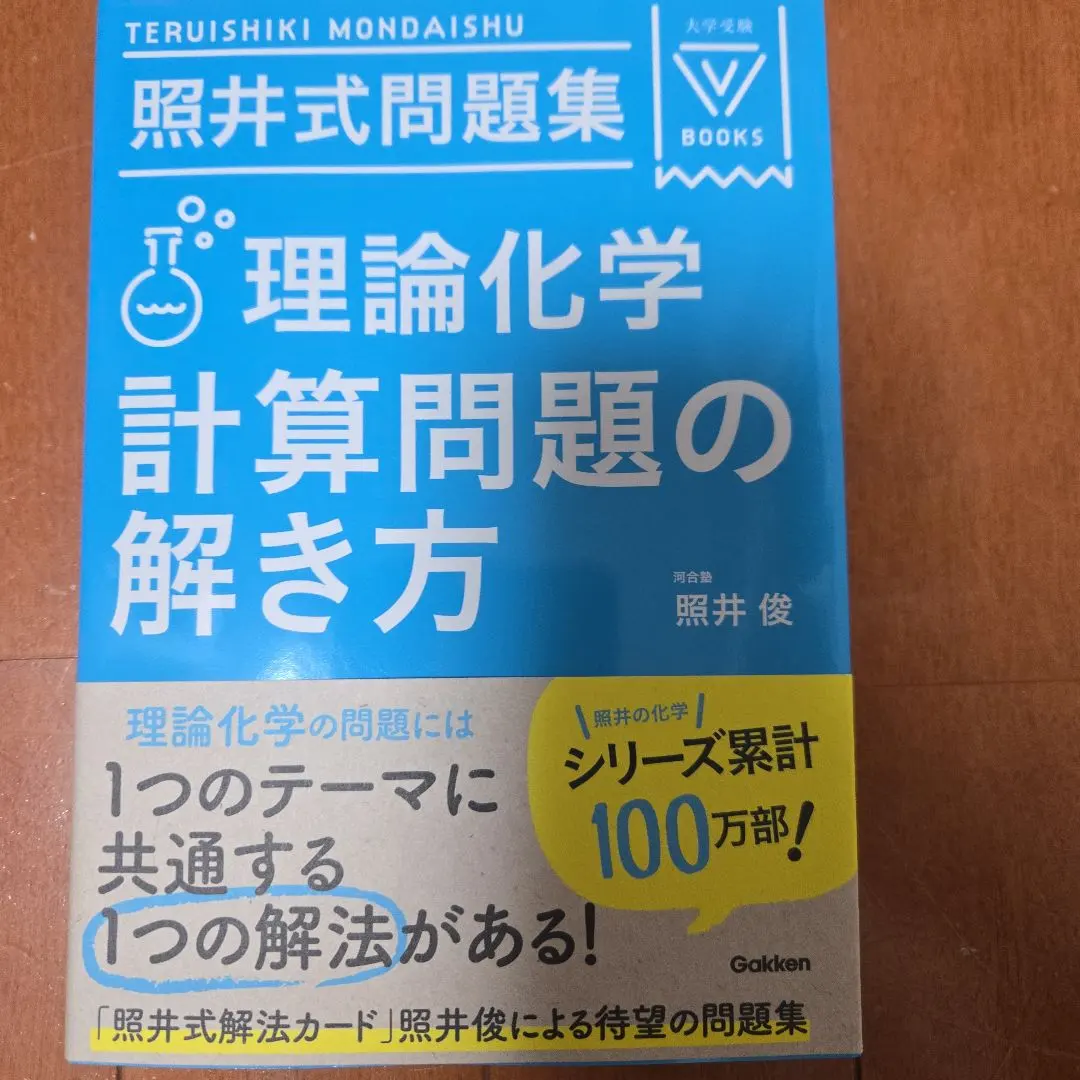 TERUISHIKI MONDAISHU
照井式問題集
大学受験
V
BOOKS
理論化学
計算問題の
解き方
河合塾
照井 俊
理論化学の問題には
1つのテーマに
共通する
1つの解法がある!
照井の化学
シリーズ累計
100万部!
Gakken
「照井式解法カード」照井俊による待望の問題集